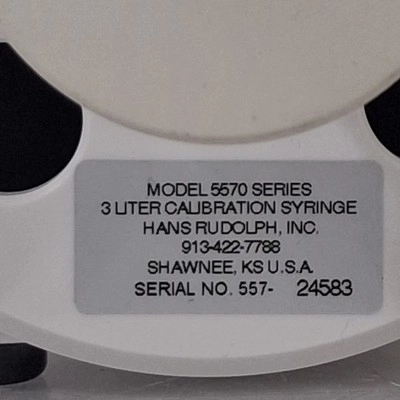 MODEL 5570 SERIES
3 LITER CALIBRATION SYRINGE
HANS RUDOLPH, INC.
913-422-7788
SHAWNEE, KS U.S.A.
SERIAL NO. 557- 24583